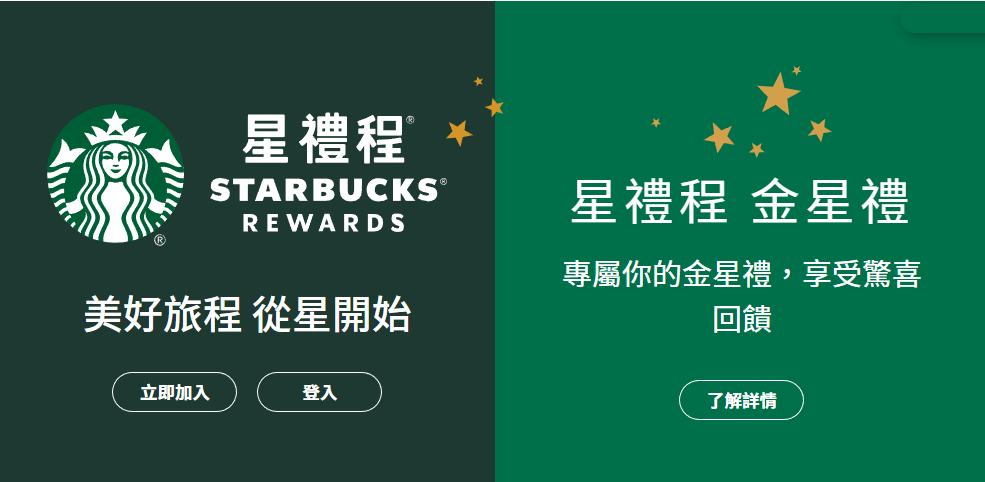 星禮程®
STARBUCKS®
REWARDS
®
美好旅程 從星開始
立即加入
登入
星禮程 金星禮
專屬你的金星禮，享受驚喜
回饋
了解詳情